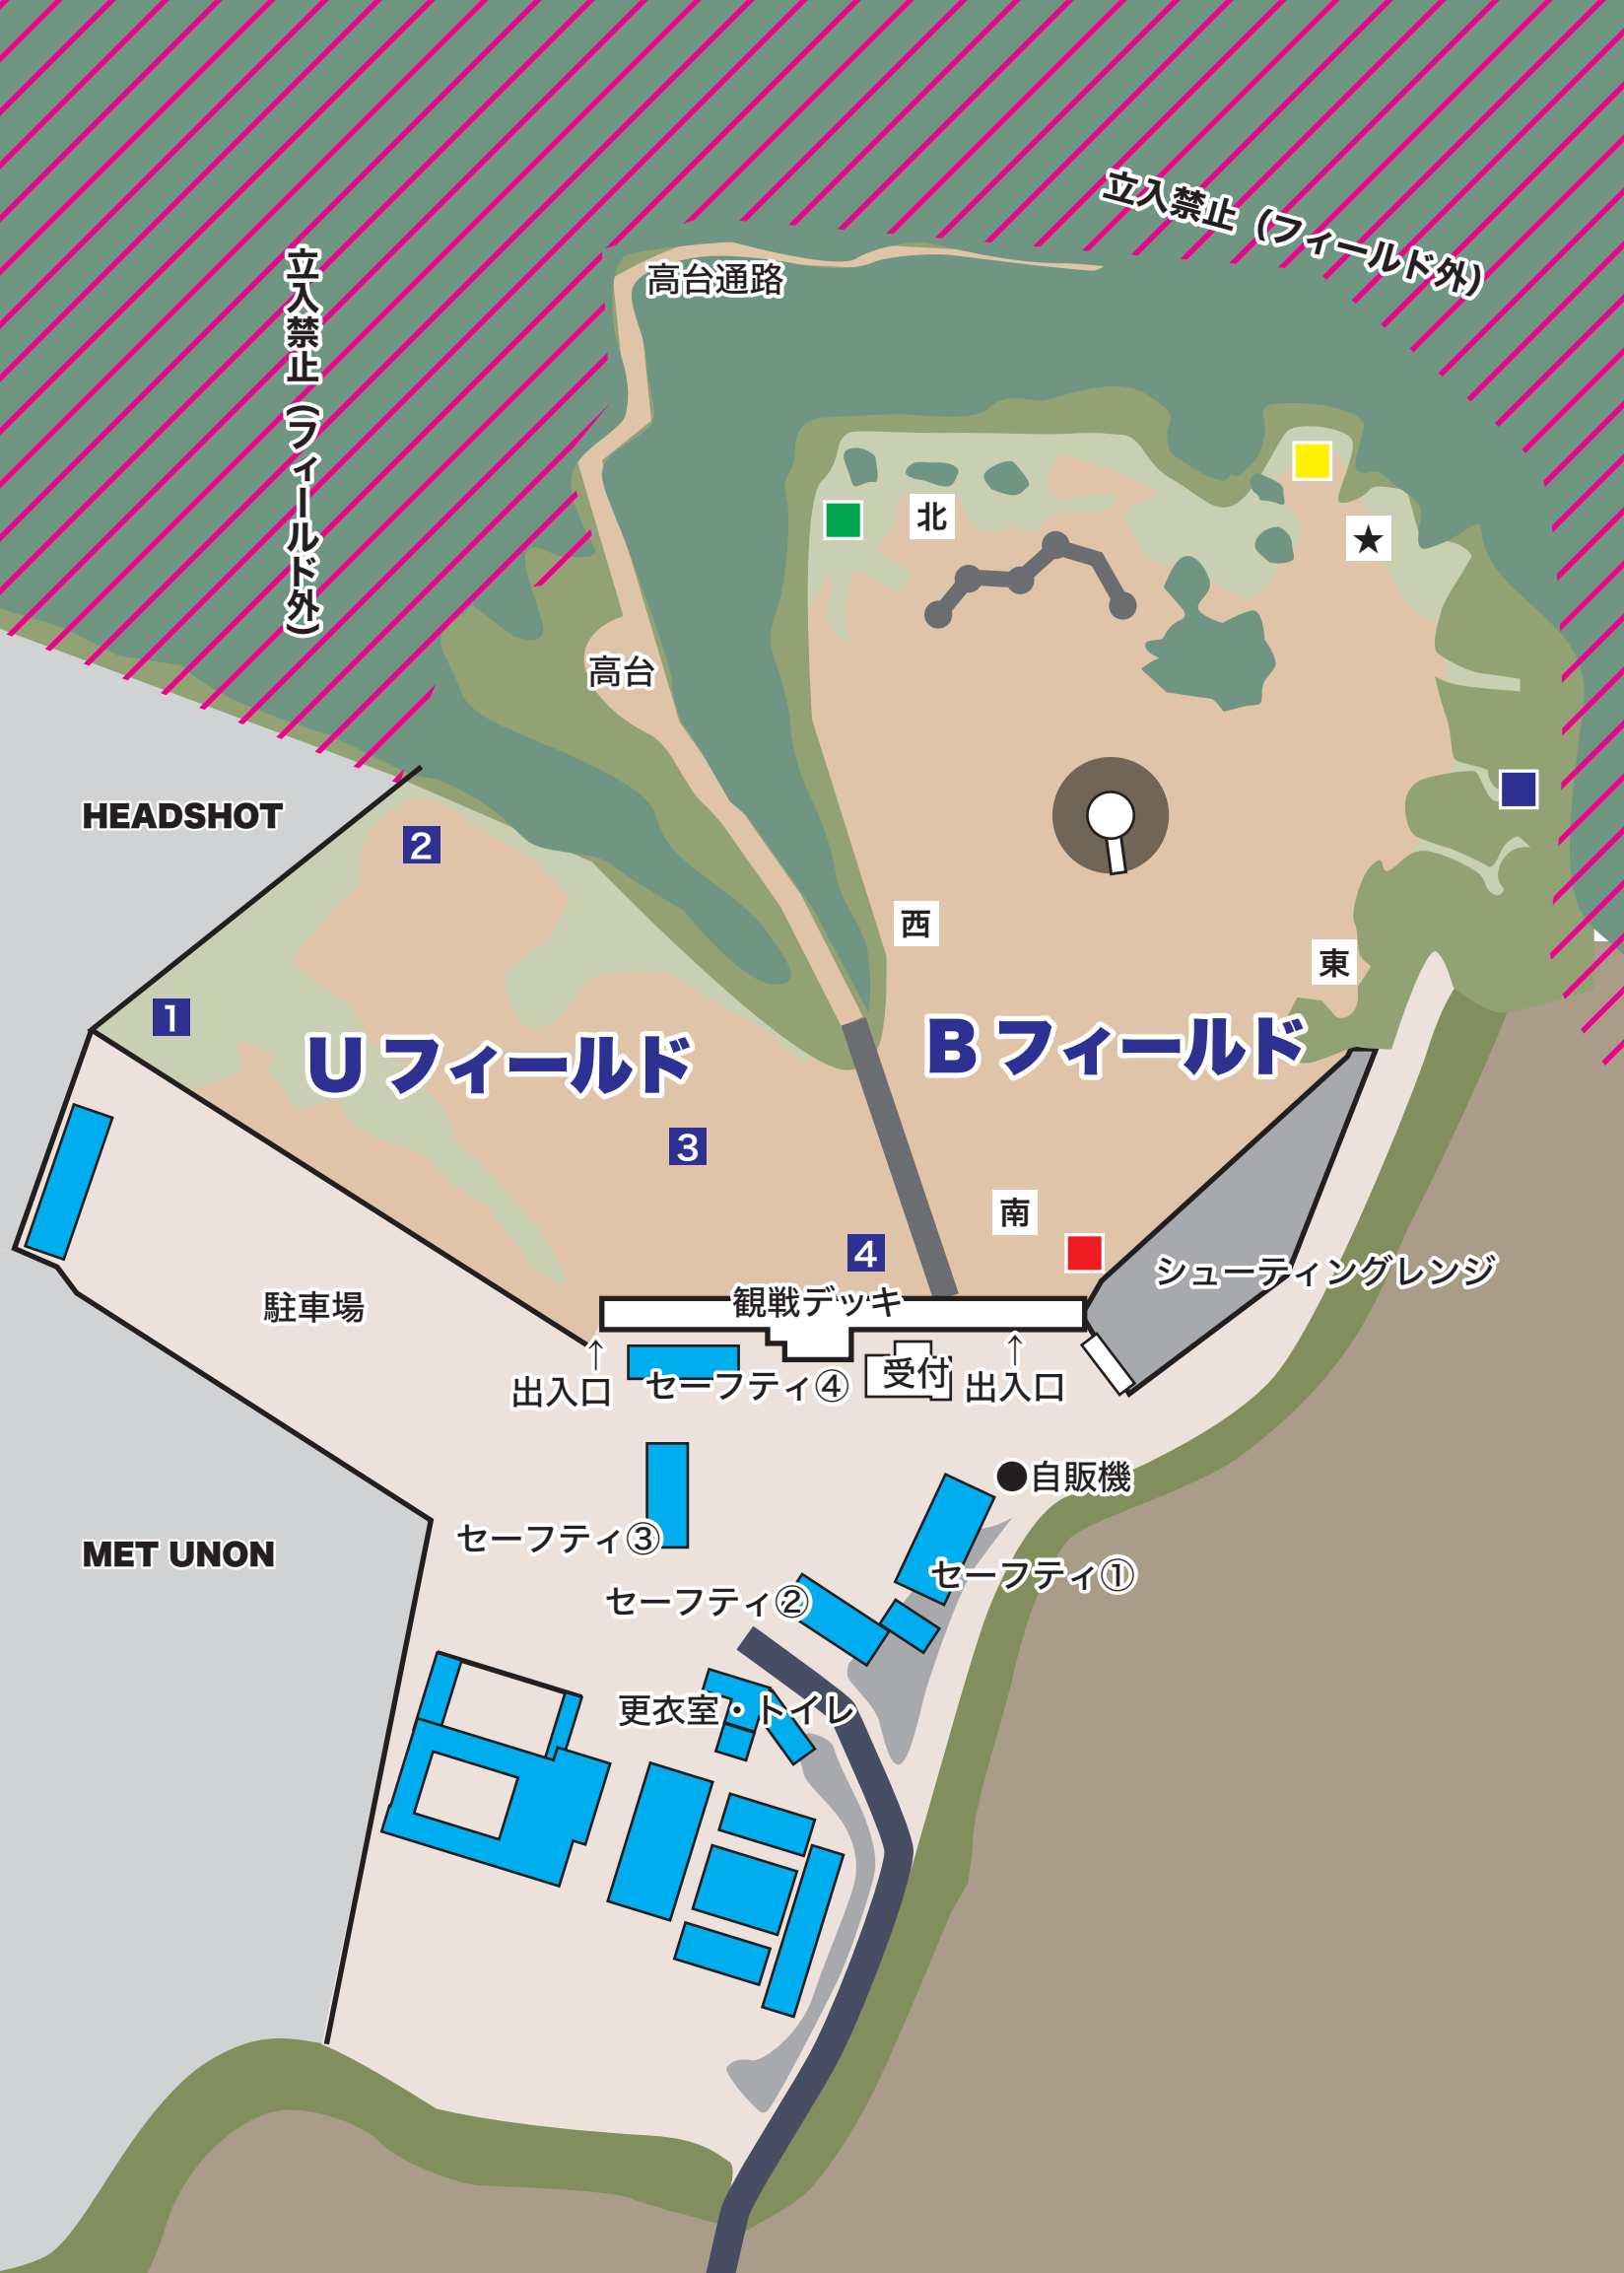 立入禁止（フィールド外）
立入禁止（フィールド外）
高台通路
北
★
高台
HEADSHOT
2
西
東
1
Uフィールド
Bフィールド
3
南
4
シューティングレンジ
観戦デッキ
駐車場
↑
出入口
セーフティ④
受付
↑
出入口
●自販機
セーフティ③
MET UNON
セーフティ①
セーフティ②
更衣室・トイレ